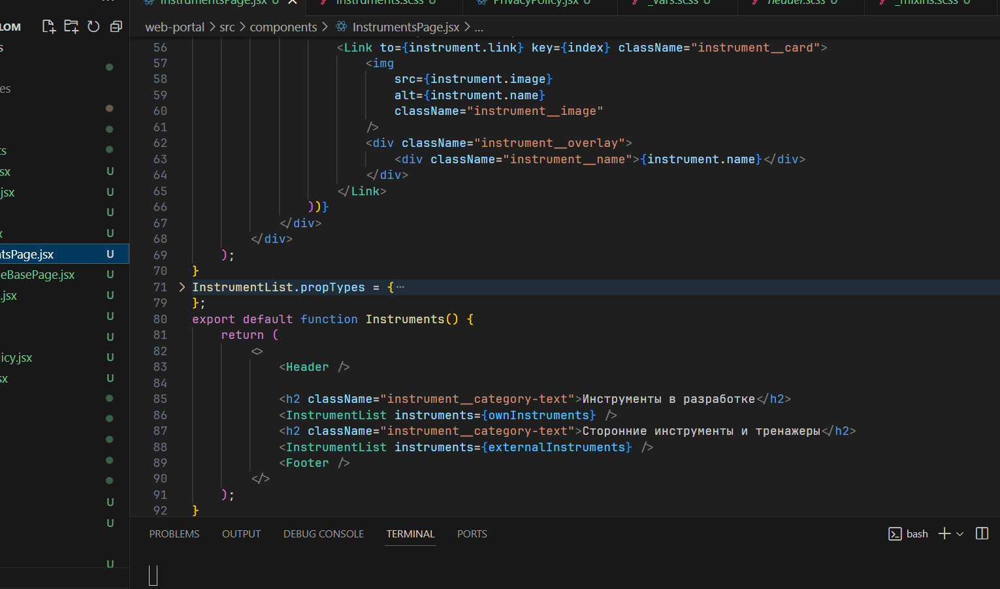 InstrumentsPage.jsx U
instruments.scss U
PrivacyPolicy.jsx U
_vars.scss U
header.scss U
_mixins.scss U
LOM
web-portal > src > components > InstrumentsPage.jsx > ...
s
es
ts
sx U
jsx U
U
x U
ntsPage.jsx U
eBasePage.jsx U
.jsx U
U
U
icy.jsx U
sx U
U
U
U
56 <Link to={instrument.link} key={index} className="instrument__card">
57 <img
58 src={instrument.image}
59 alt={instrument.name}
60 className="instrument__image"
61 />
62 <div className="instrument__overlay">
63 <div className="instrument__name">{instrument.name}</div>
64 </div>
65 </Link>
66 ))}
67 </div>
68 </div>
69 );
70 }
71 InstrumentList.propTypes = {···
79 };
80 export default function Instruments() {
81 return (
82 <>
83 <Header />
84
85 <h2 className="instrument__category-text">Инструменты в разработке</h2>
86 <InstrumentList instruments={ownInstruments} />
87 <h2 className="instrument__category-text">Сторонние инструменты и тренажеры</h2>
88 <InstrumentList instruments={externalInstruments} />
89 <Footer />
90 </>
91 );
92 }
PROBLEMS OUTPUT DEBUG CONSOLE TERMINAL PORTS bash